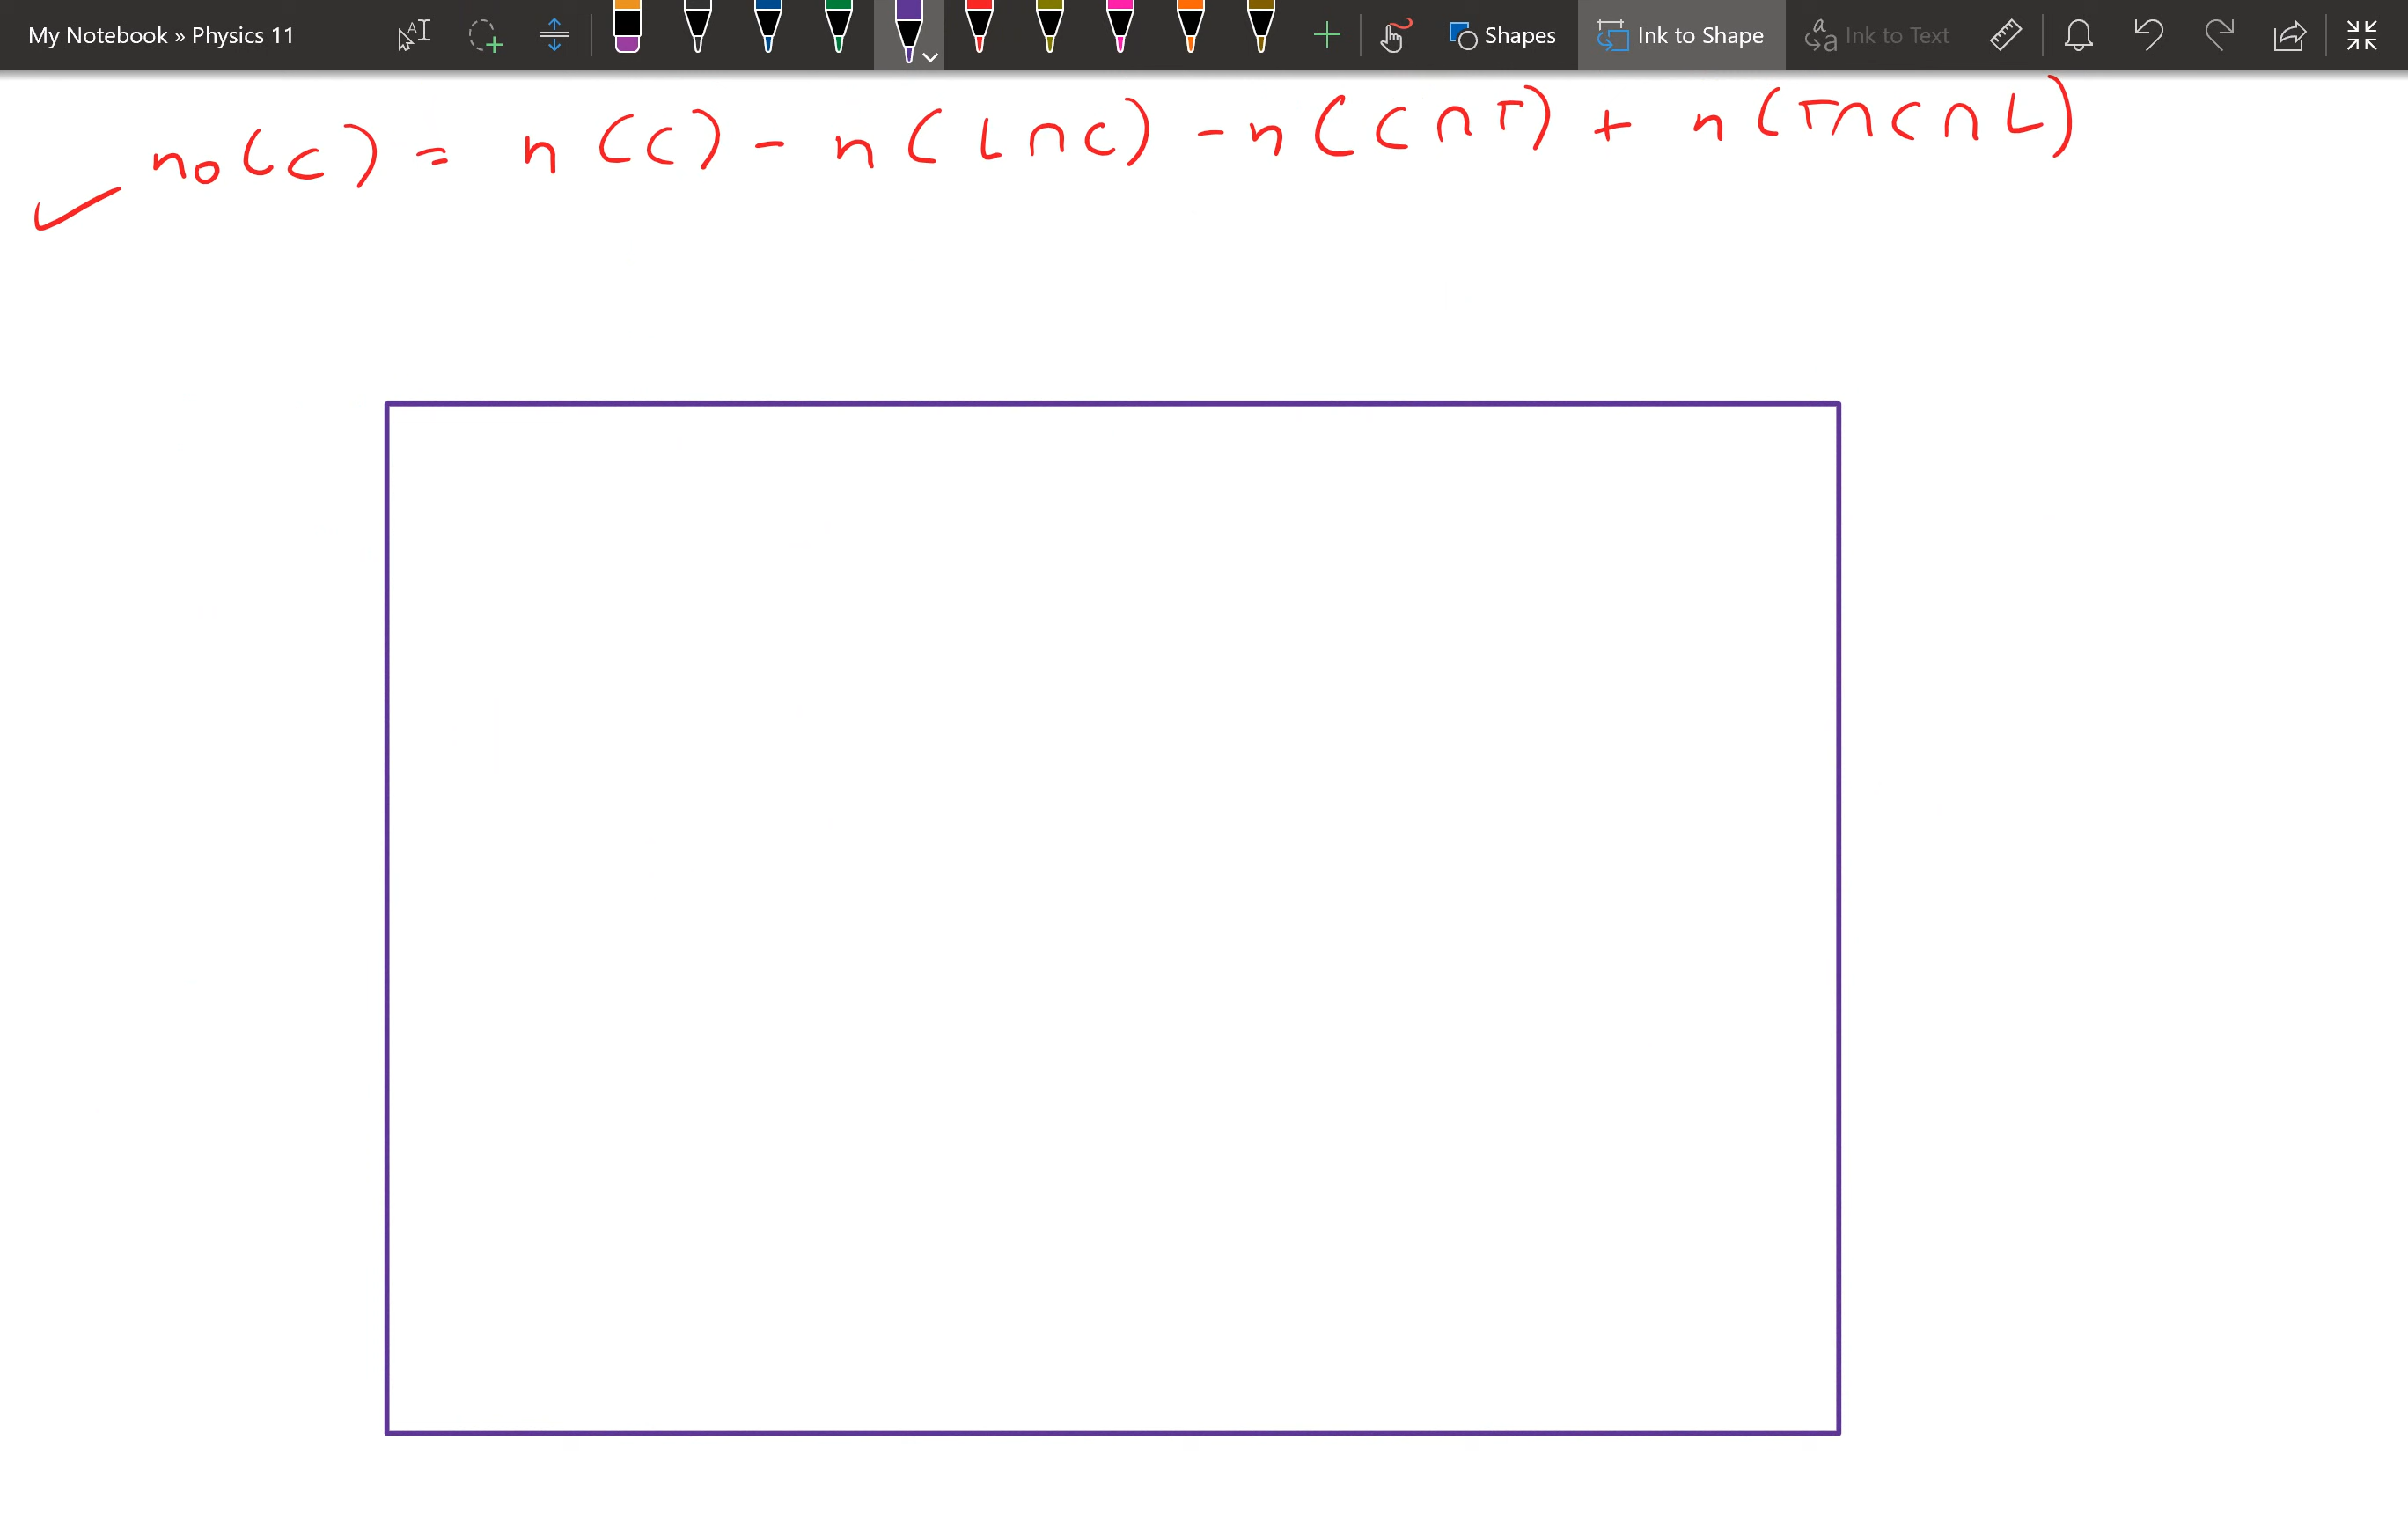 My Notebook » Physics 11 Shapes Ink to Shape Ink to Text
n₀(C) = n(C) - n(L∩C) - n(C∩T) + n(T∩C∩L)